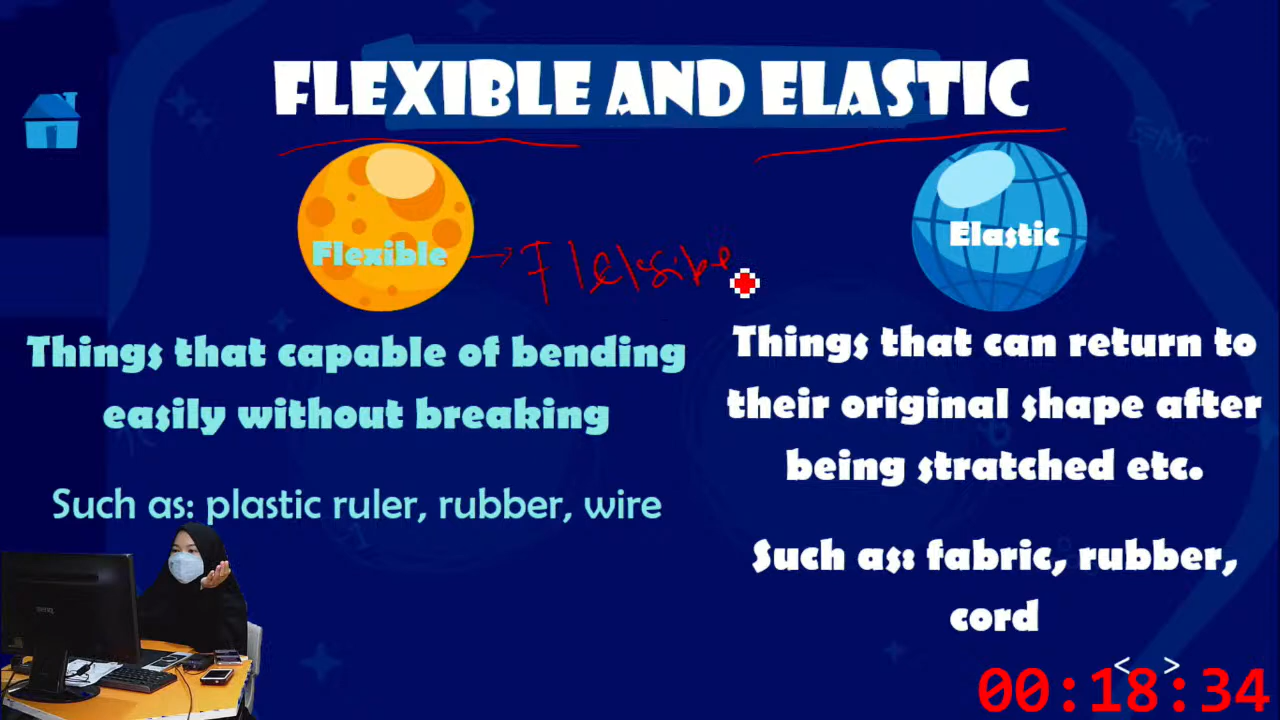 FLEXIBLE AND ELASTIC
Flexible
Elastic
Things that capable of bending
easily without breaking
Such as: plastic ruler, rubber, wire
Things that can return to
their original shape after
being stratched etc.
Such as: fabric, rubber,
cord
< >
00:18:34